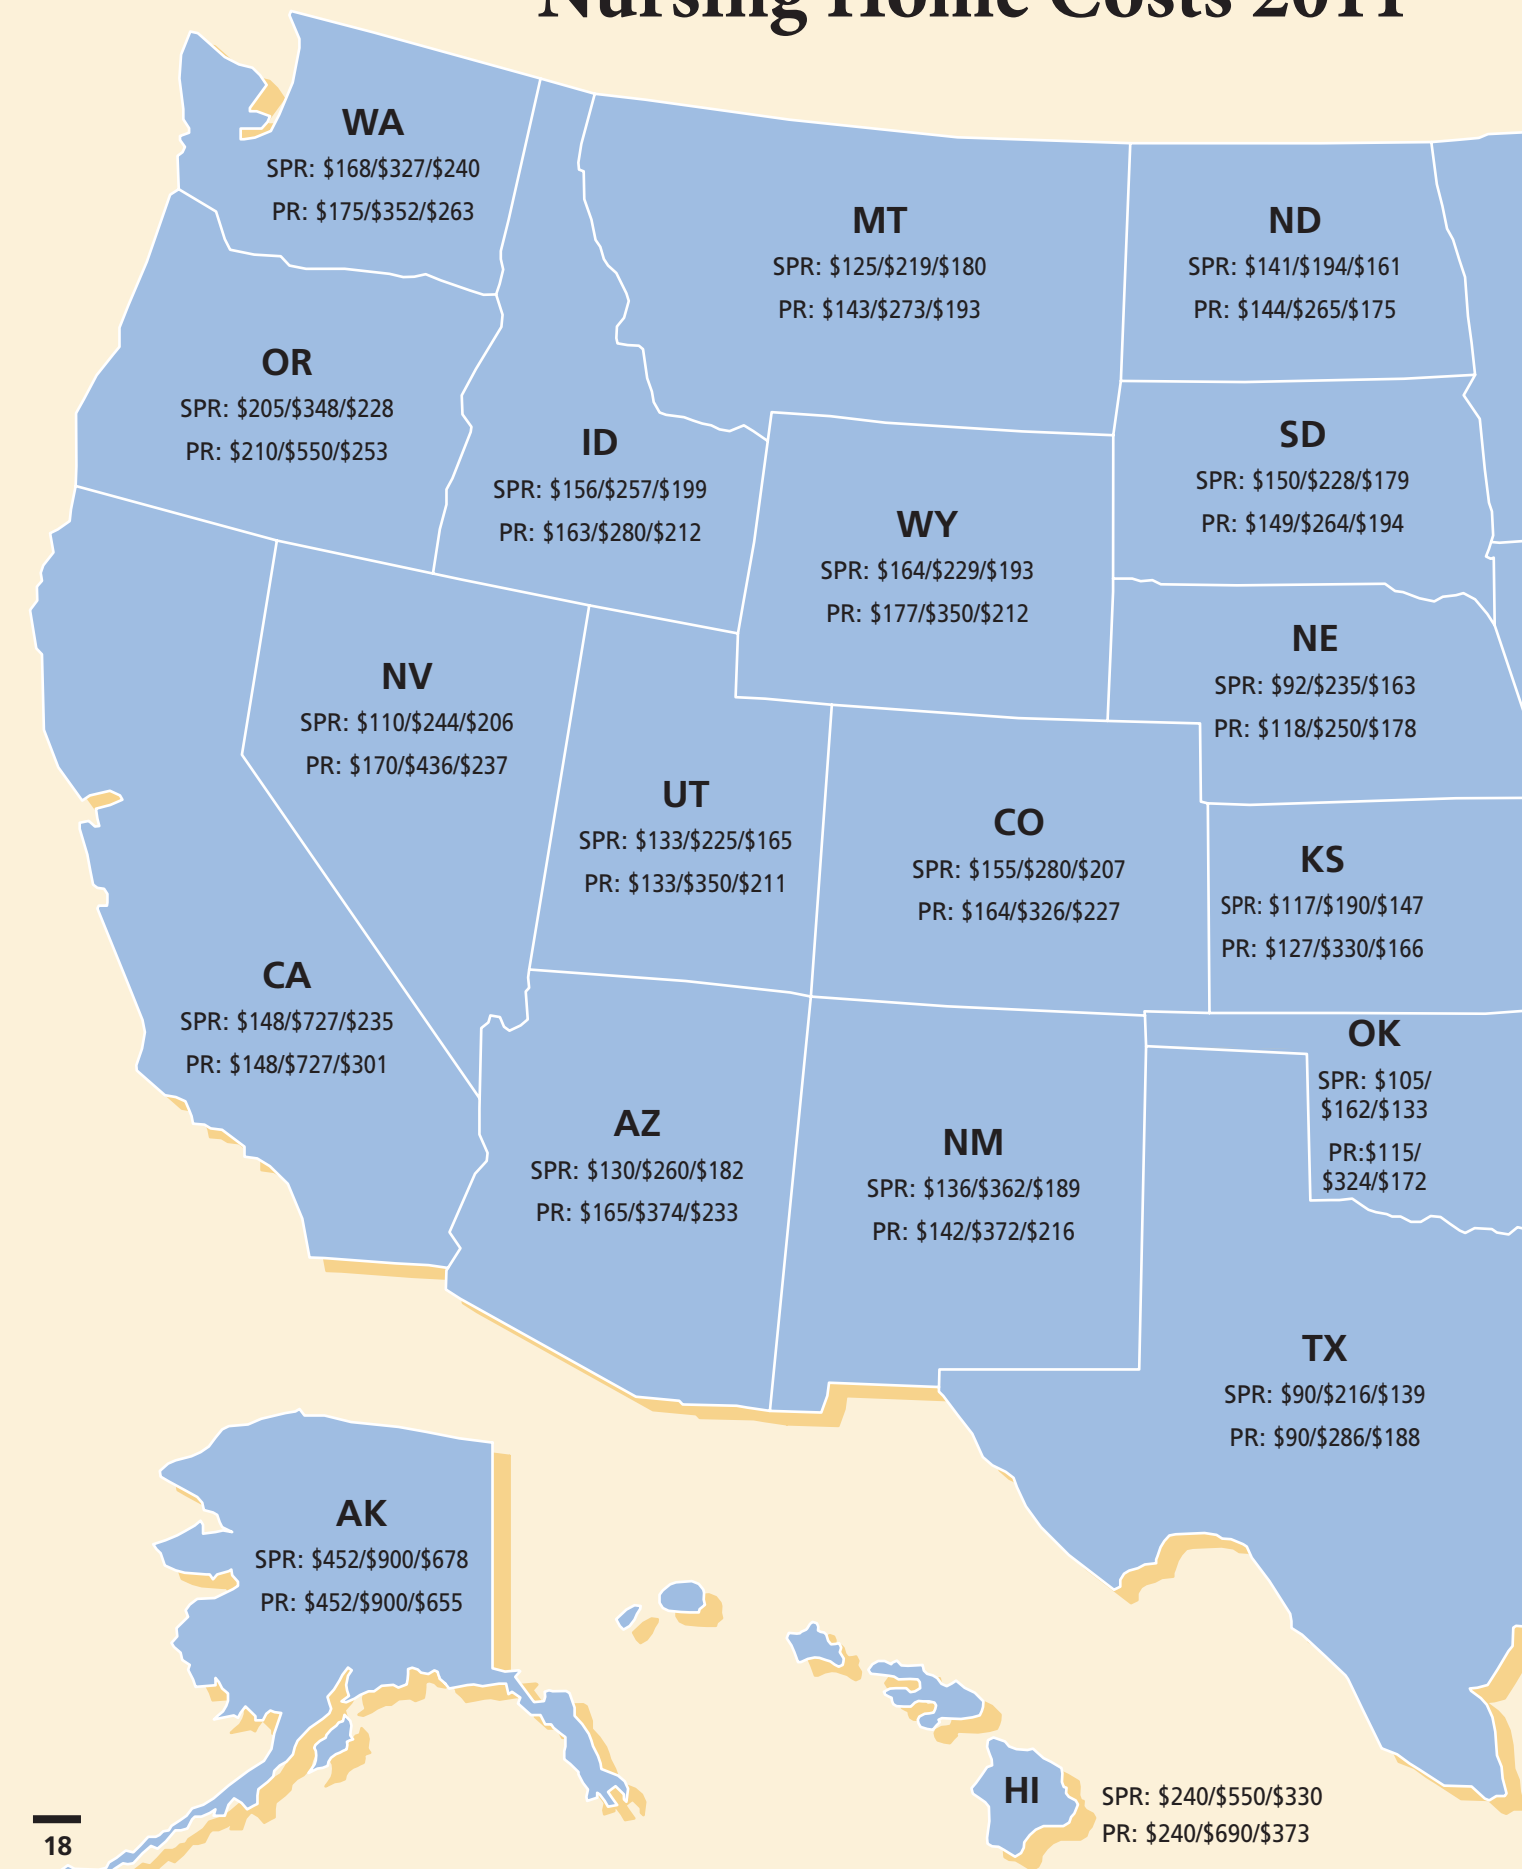 Nursing Home Costs 2011
WA
SPR: $168/$327/$240
PR: $175/$352/$263
MT
SPR: $125/$219/$180
PR: $143/$273/$193
ND
SPR: $141/$194/$161
PR: $144/$265/$175
OR
SPR: $205/$348/$228
PR: $210/$550/$253
ID
SPR: $156/$257/$199
PR: $163/$280/$212
SD
SPR: $150/$228/$179
PR: $149/$264/$194
WY
SPR: $164/$229/$193
PR: $177/$350/$212
NE
SPR: $92/$235/$163
PR: $118/$250/$178
NV
SPR: $110/$244/$206
PR: $170/$436/$237
UT
SPR: $133/$225/$165
PR: $133/$350/$211
CO
SPR: $155/$280/$207
PR: $164/$326/$227
KS
SPR: $117/$190/$147
PR: $127/$330/$166
CA
SPR: $148/$727/$235
PR: $148/$727/$301
OK
SPR: $105/
$162/$133
PR:$115/
$324/$172
AZ
SPR: $130/$260/$182
PR: $165/$374/$233
NM
SPR: $136/$362/$189
PR: $142/$372/$216
TX
SPR: $90/$216/$139
PR: $90/$286/$188
AK
SPR: $452/$900/$678
PR: $452/$900/$655
HI
SPR: $240/$550/$330
PR: $240/$690/$373
18